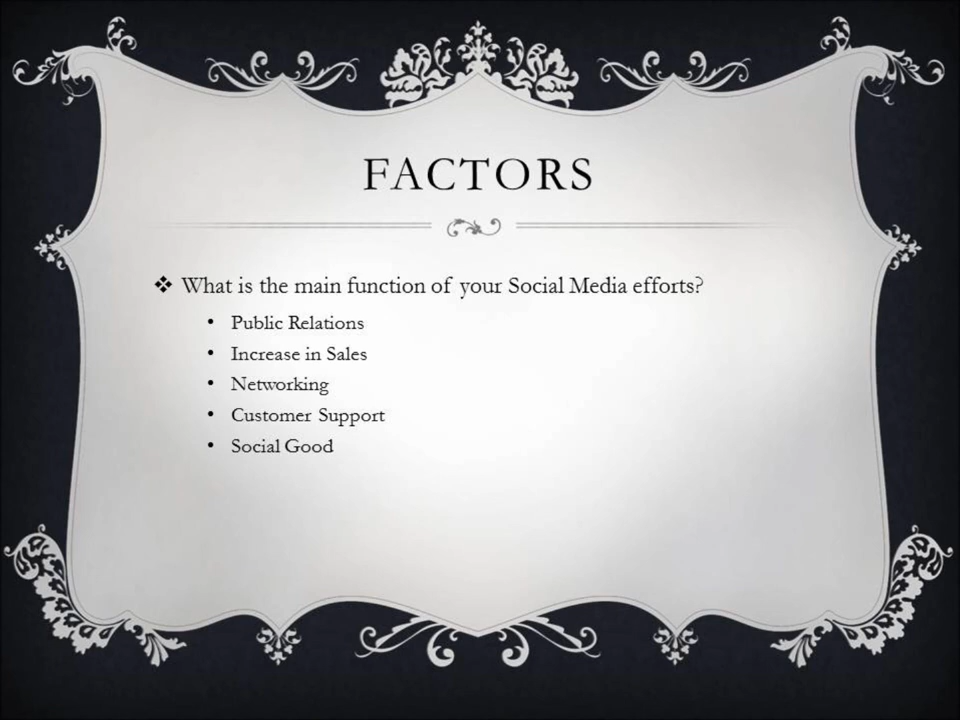 FACTORS
❖ What is the main function of your Social Media efforts?
• Public Relations
• Increase in Sales
• Networking
• Customer Support
• Social Good